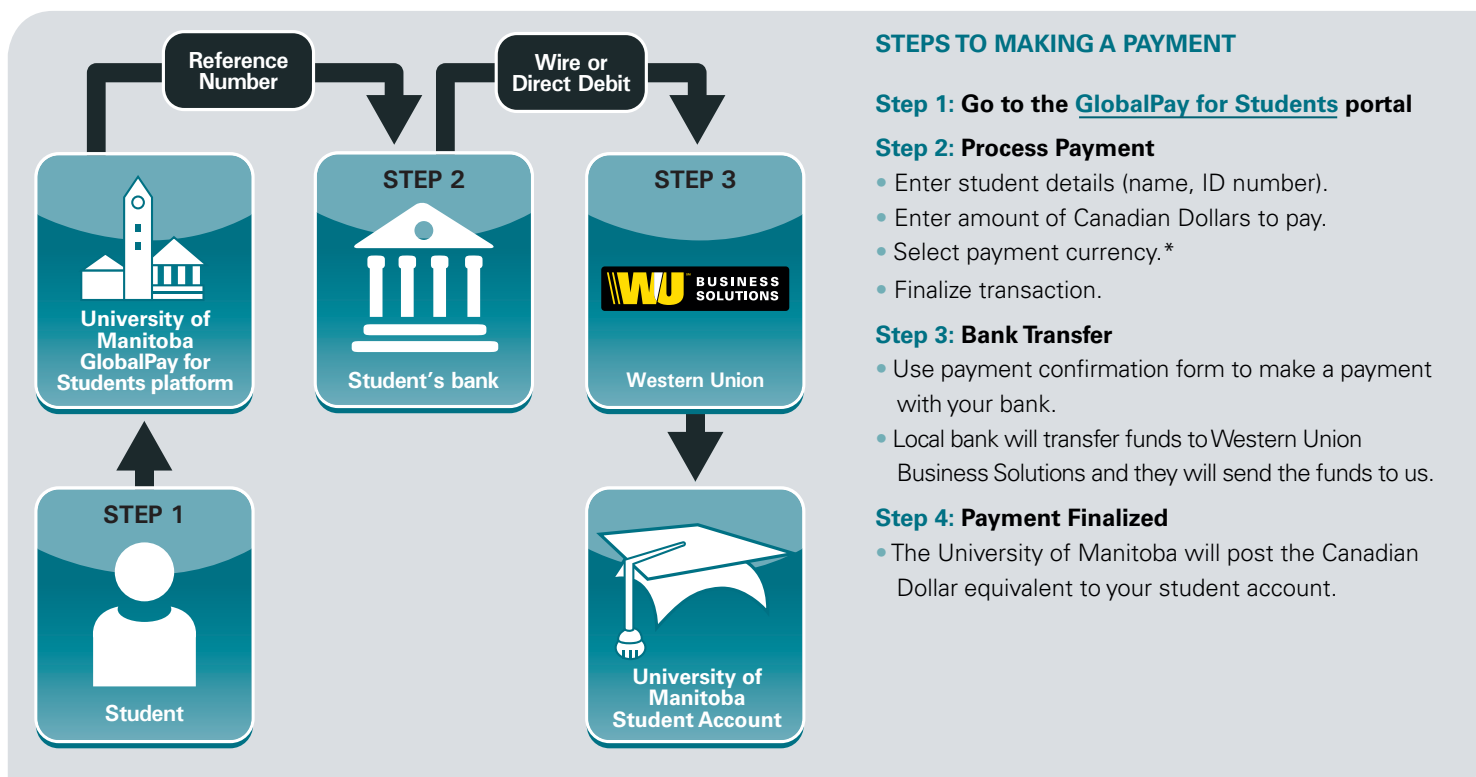 Reference
Number
Wire or
Direct Debit
University of
Manitoba
GlobalPay for
Students platform
STEP 2
Student's bank
STEP 3
WU BUSINESS
SOLUTIONS
Western Union
STEP 1
Student
University of
Manitoba
Student Account
STEPS TO MAKING A PAYMENT
Step 1: Go to the GlobalPay for Students portal
Step 2: Process Payment
• Enter student details (name, ID number).
• Enter amount of Canadian Dollars to pay.
• Select payment currency.*
• Finalize transaction.
Step 3: Bank Transfer
• Use payment confirmation form to make a payment
with your bank.
• Local bank will transfer funds to Western Union
Business Solutions and they will send the funds to us.
Step 4: Payment Finalized
• The University of Manitoba will post the Canadian
Dollar equivalent to your student account.